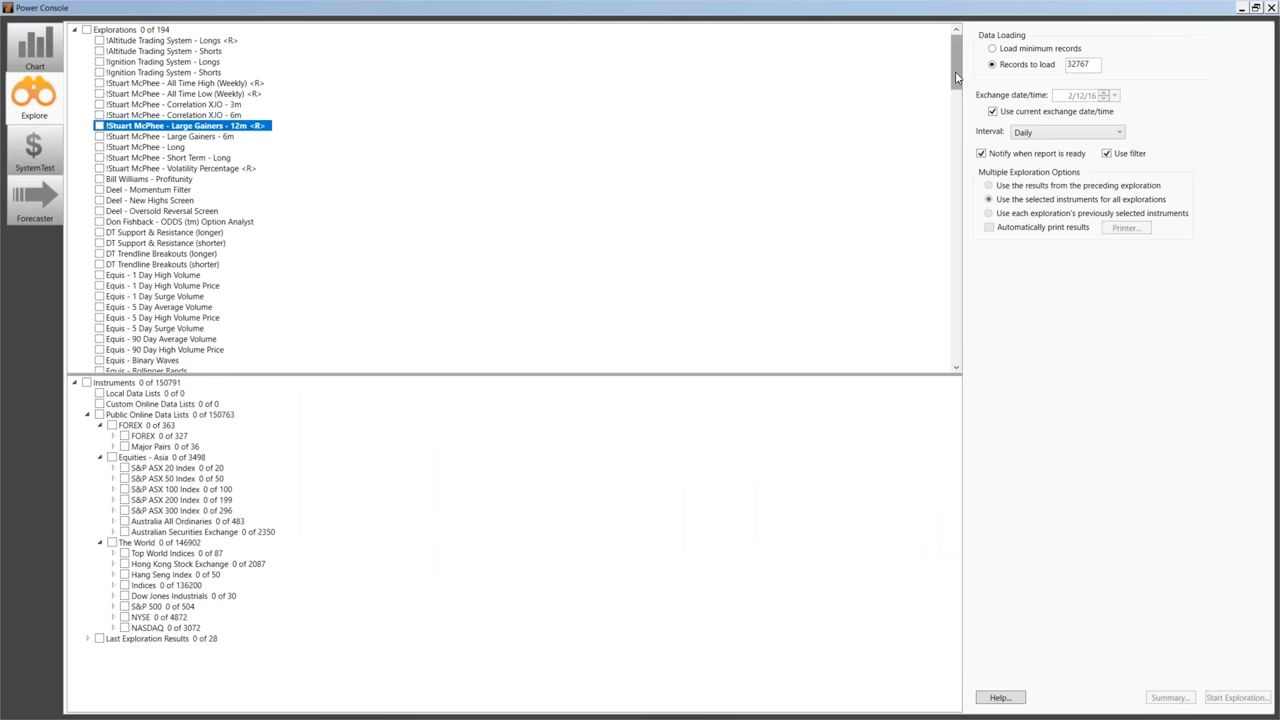 Power Console
Chart
Explore
SystemTest
Forecaster
Explorations 0 of 194
!Altitude Trading System - Longs <R>
!Altitude Trading System - Shorts
!Ignition Trading System - Longs
!Ignition Trading System - Shorts
!Stuart McPhee - All Time High (Weekly) <R>
!Stuart McPhee - All Time Low (Weekly) <R>
!Stuart McPhee - Correlation XJO - 3m
!Stuart McPhee - Correlation XJO - 6m
!Stuart McPhee - Large Gainers - 12m <R>
!Stuart McPhee - Large Gainers - 6m
!Stuart McPhee - Long
!Stuart McPhee - Short Term - Long
!Stuart McPhee - Volatility Percentage <R>
Bill Williams - Profitunity
Deel - Momentum Filter
Deel - New Highs Screen
Deel - Oversold Reversal Screen
Don Fishback - ODDS (tm) Option Analyst
DT Support & Resistance (longer)
DT Support & Resistance (shorter)
DT Trendline Breakouts (longer)
DT Trendline Breakouts (shorter)
Equis - 1 Day High Volume
Equis - 1 Day High Volume Price
Equis - 1 Day Surge Volume
Equis - 5 Day Average Volume
Equis - 5 Day High Volume Price
Equis - 5 Day Surge Volume
Equis - 90 Day Average Volume
Equis - 90 Day High Volume Price
Equis - Binary Waves
Equis - Bollinger Bands
Instruments 0 of 150791
Local Data Lists 0 of 0
Custom Online Data Lists 0 of 0
Public Online Data Lists 0 of 150763
FOREX 0 of 363
FOREX 0 of 327
Major Pairs 0 of 36
Equities - Asia 0 of 3498
S&P ASX 20 Index 0 of 20
S&P ASX 50 Index 0 of 50
S&P ASX 100 Index 0 of 100
S&P ASX 200 Index 0 of 199
S&P ASX 300 Index 0 of 296
Australia All Ordinaries 0 of 483
Australian Securities Exchange 0 of 2350
The World 0 of 146902
Top World Indices 0 of 87
Hong Kong Stock Exchange 0 of 2087
Hang Seng Index 0 of 50
Indices 0 of 136200
Dow Jones Industrials 0 of 30
S&P 500 0 of 504
NYSE 0 of 4872
NASDAQ 0 of 3072
Last Exploration Results 0 of 28
Data Loading
Load minimum records
Records to load 32767
Exchange date/time: 2/12/16
Use current exchange date/time
Interval: Daily
Notify when report is ready Use filter
Multiple Exploration Options
Use the results from the preceding exploration
Use the selected instruments for all explorations
Use each exploration's previously selected instruments
Automatically print results Printer...
Help... Summary... Start Exploration...